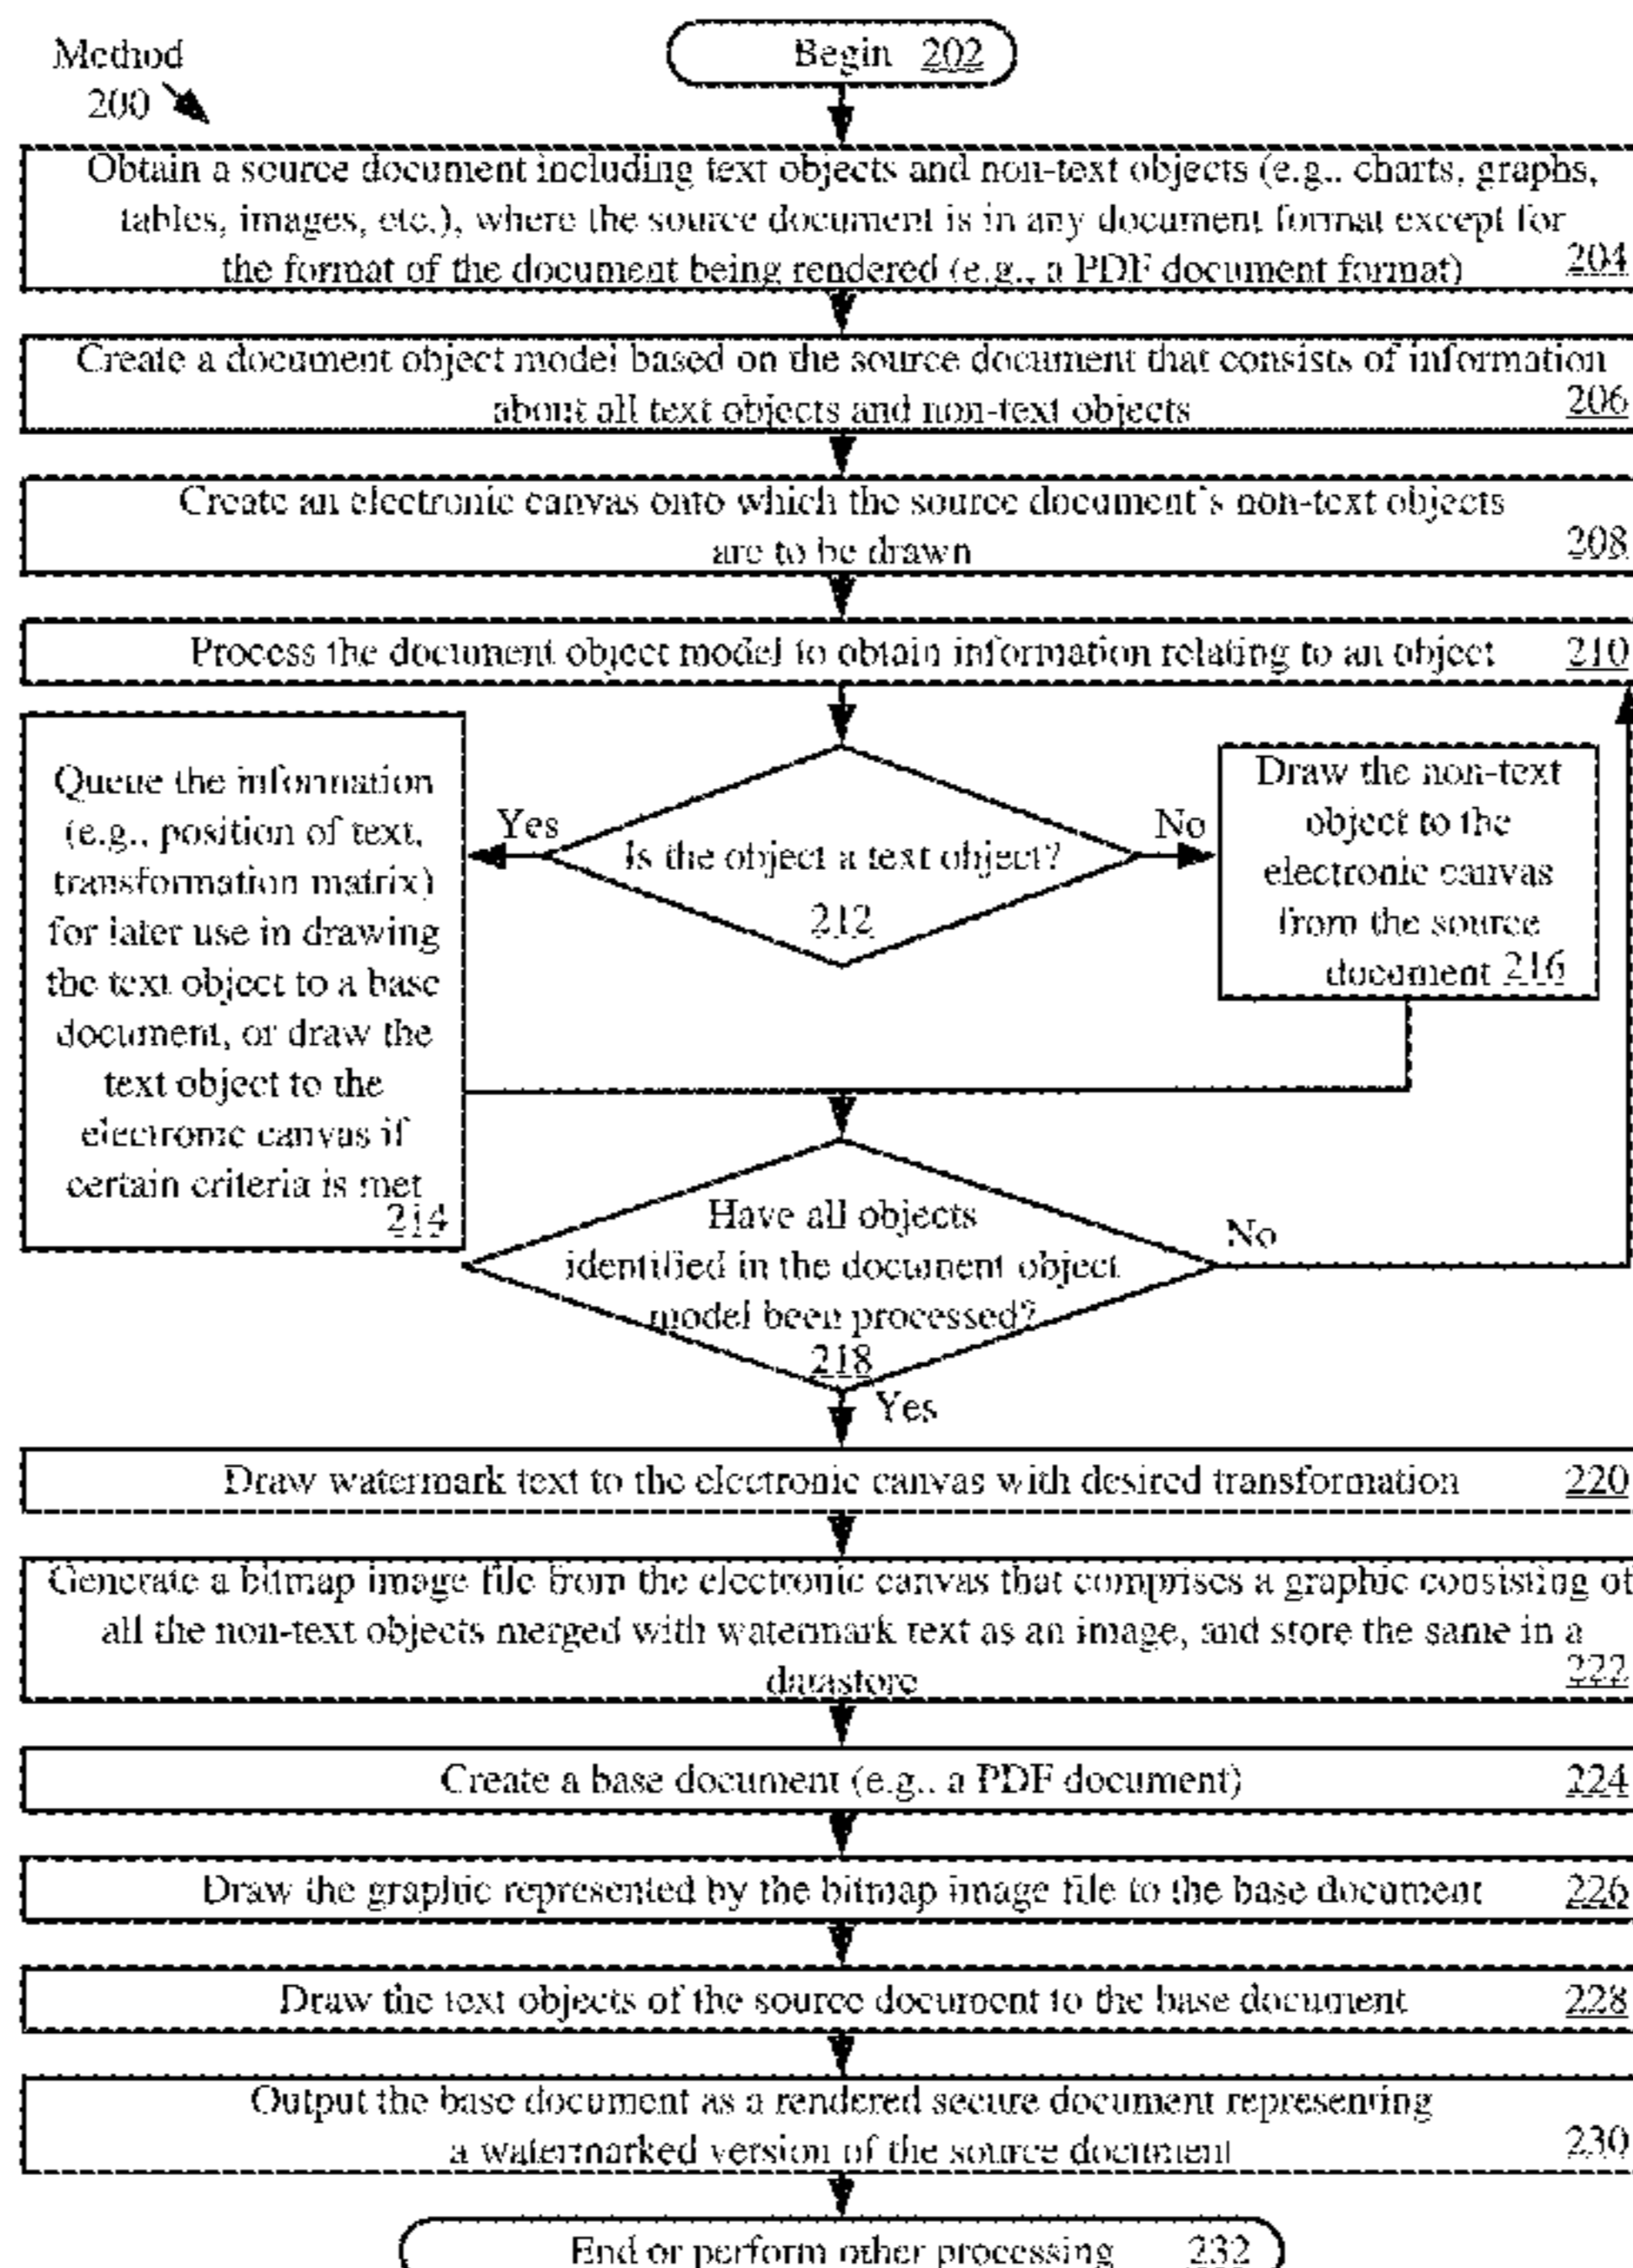 Method
200
Begin 202
Obtain a source document including text objects and non-text objects (e.g., charts, graphs,
tables, images, etc.), where the source document is in any document format except for
the format of the document being rendered (e.g., a PDF document format) 204
Create a document object model based on the source document that consists of information
about all text objects and non-text objects 206
Create an electronic canvas onto which the source document's non-text objects
are to be drawn 208
Process the document object model to obtain information relating to an object 210
Queue the information
(e.g., position of text,
transformation matrix)
for later use in drawing
the text object to a base
document, or draw the
text object to the
electronic canvas if
certain criteria is met
214
Yes
Is the object a text object?
212
No
Draw the non-text
object to the
electronic canvas
from the source
document 216
Have all objects
identified in the document object
model been processed?
218
No
Yes
Draw watermark text to the electronic canvas with desired transformation 220
Generate a bitmap image file from the electronic canvas that comprises a graphic consisting of
all the non-text objects merged with watermark text as an image, and store the same in a
datastore 222
Create a base document (e.g., a PDF document) 224
Draw the graphic represented by the bitmap image file to the base document 226
Draw the text objects of the source document to the base document 228
Output the base document as a rendered secure document representing
a watermarked version of the source document 230
End or perform other processing 232